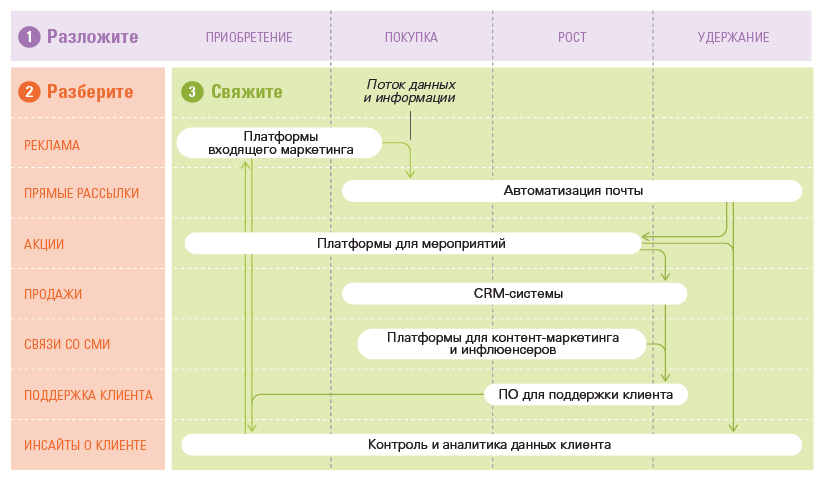 1 Разложите
ПРИОБРЕТЕНИЕ
ПОКУПКА
РОСТ
УДЕРЖАНИЕ
2 Разберите
3 Свяжите
Поток данных
и информации
РЕКЛАМА
Платформы
входящего маркетинга
ПРЯМЫЕ РАССЫЛКИ
Автоматизация почты
АКЦИИ
Платформы для мероприятий
ПРОДАЖИ
CRM-системы
СВЯЗИ СО СМИ
Платформы для контент-маркетинга
и инфлюенсеров
ПОДДЕРЖКА КЛИЕНТА
ПО для поддержки клиента
ИНСАЙТЫ О КЛИЕНТЕ
Контроль и аналитика данных клиента